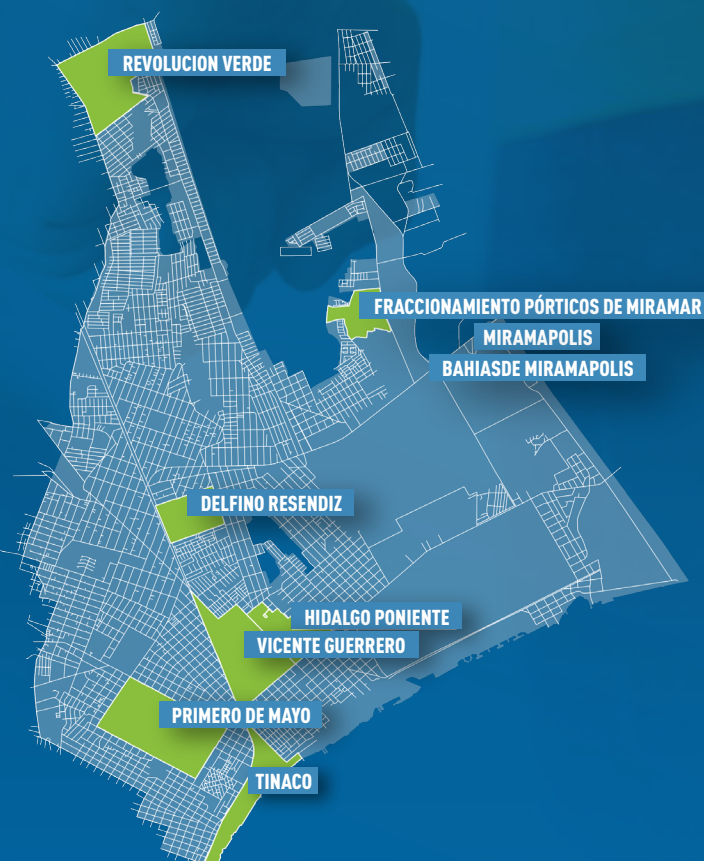 REVOLUCION VERDE
FRACCIONAMIENTO PÓRTICOS DE MIRAMAR
MIRAMAPOLIS
BAHIASDE MIRAMAPOLIS
DELFINO RESENDIZ
HIDALGO PONIENTE
VICENTE GUERRERO
PRIMERO DE MAYO
TINACO